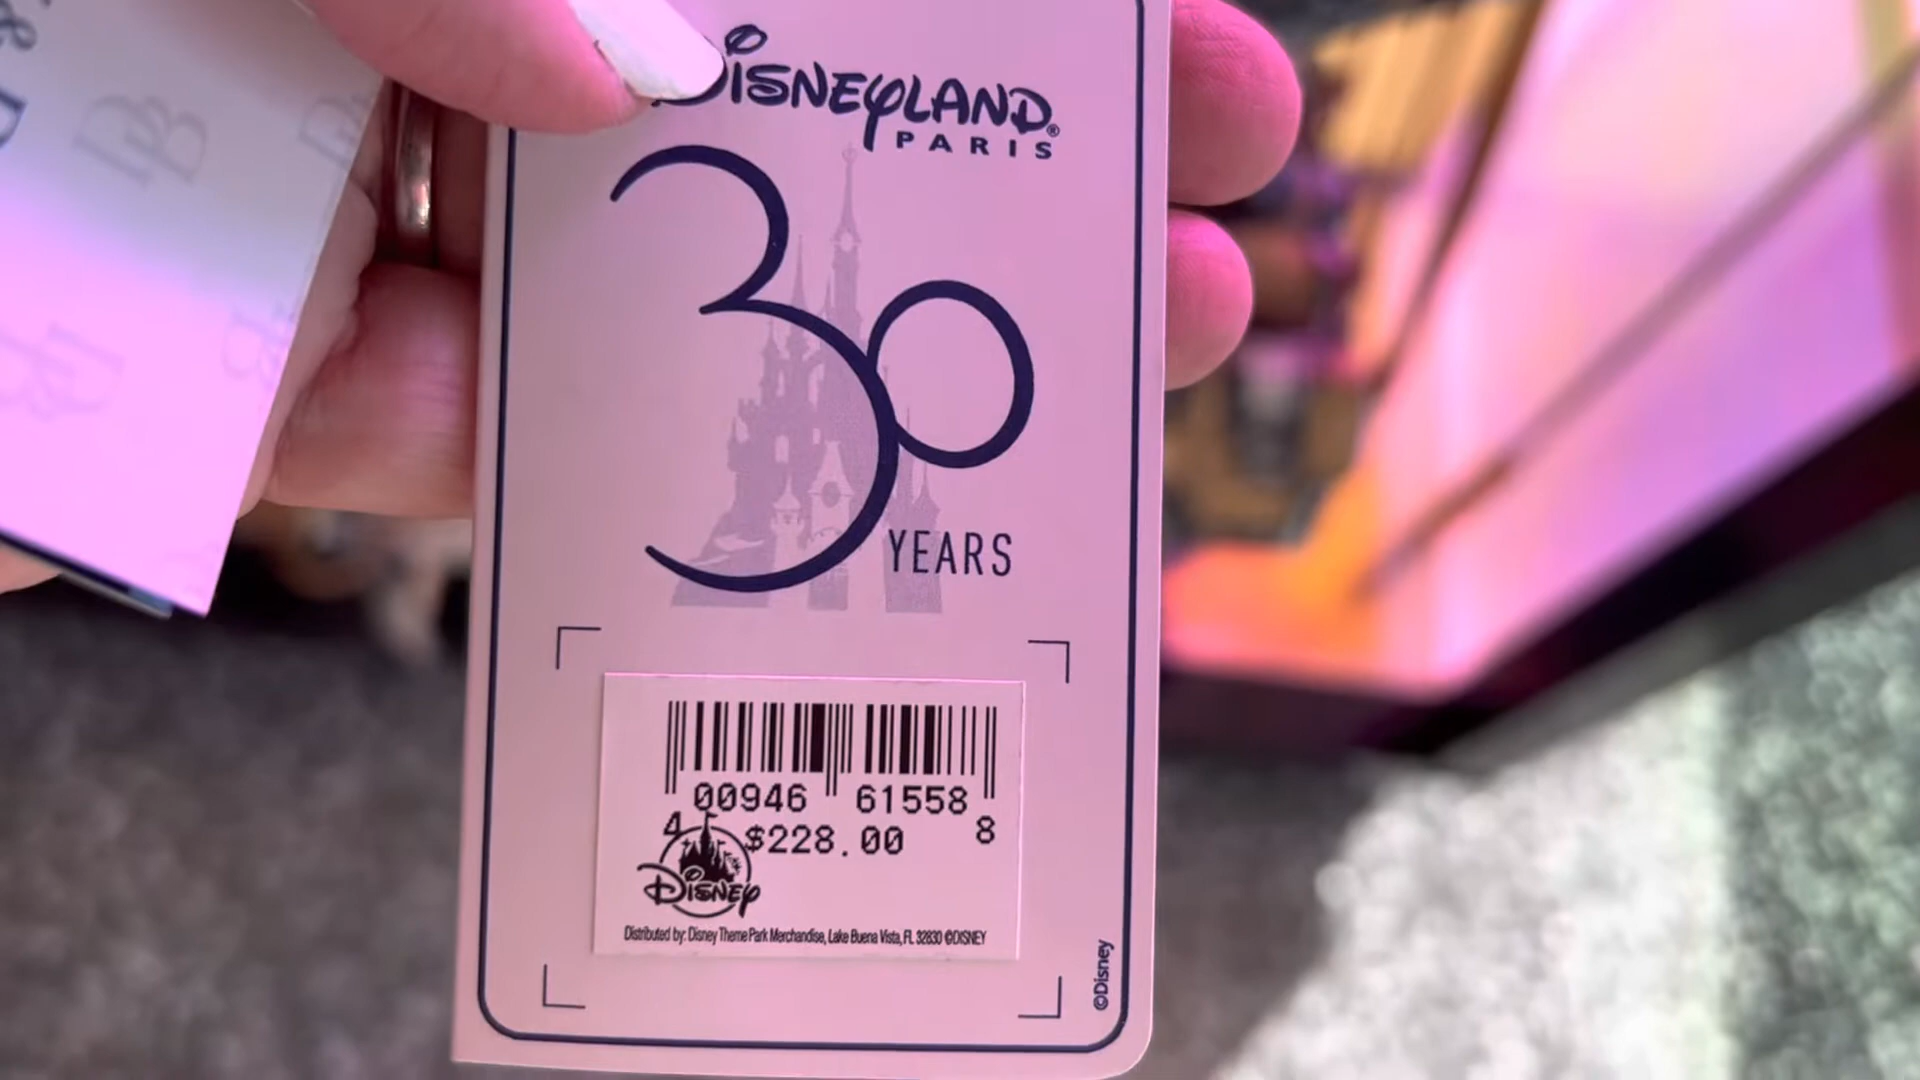 DISNEYLAND®
PARIS
30
YEARS
00946 61558
4 8
$228.00
DISNEY
Distributed by: Disney Theme Park Merchandise, Lake Buena Vista, FL 32830 ©DISNEY
©Disney
DB